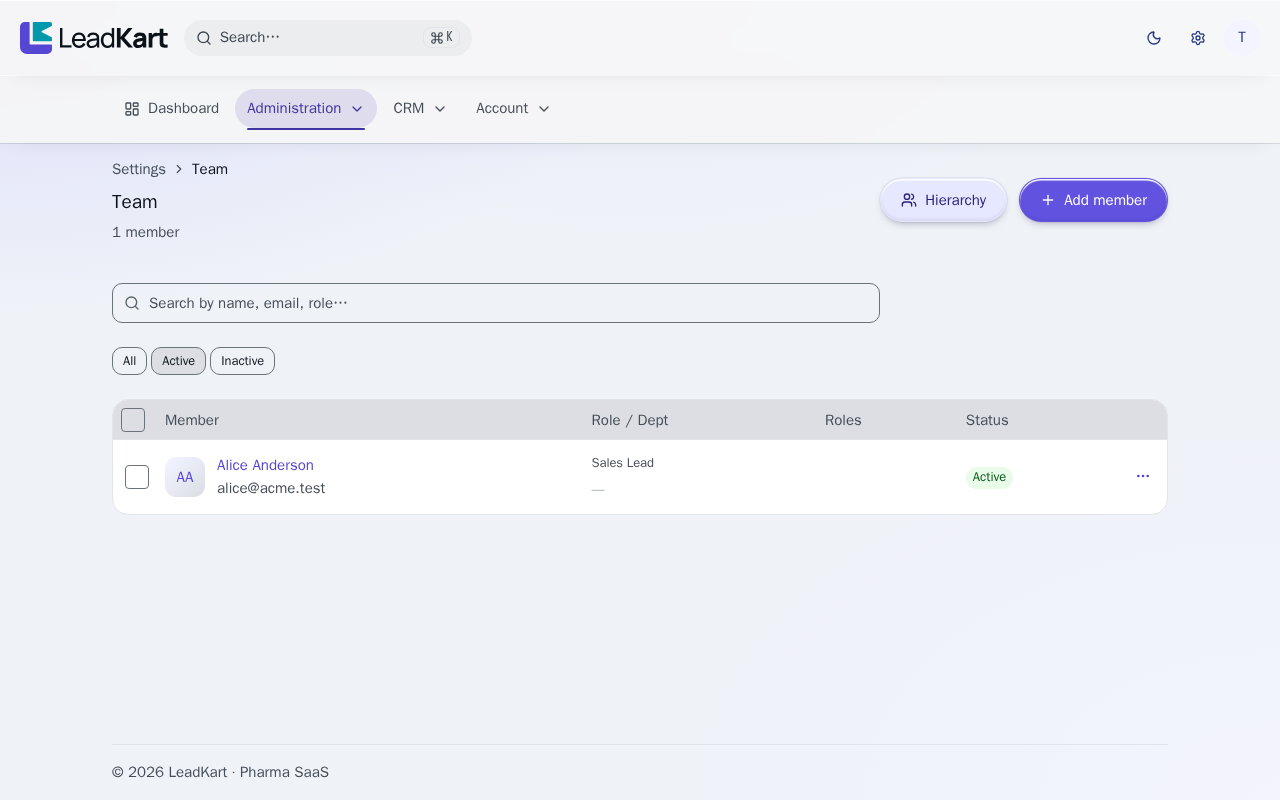 LeadKart
Search…
⌘K
T
Dashboard
Administration
CRM
Account
Settings > Team
Team
1 member
Hierarchy
+ Add member
Search by name, email, role…
All
Active
Inactive
Member
Role / Dept
Roles
Status
AA
Alice Anderson
alice@acme.test
Sales Lead
—
Active
© 2026 LeadKart · Pharma SaaS